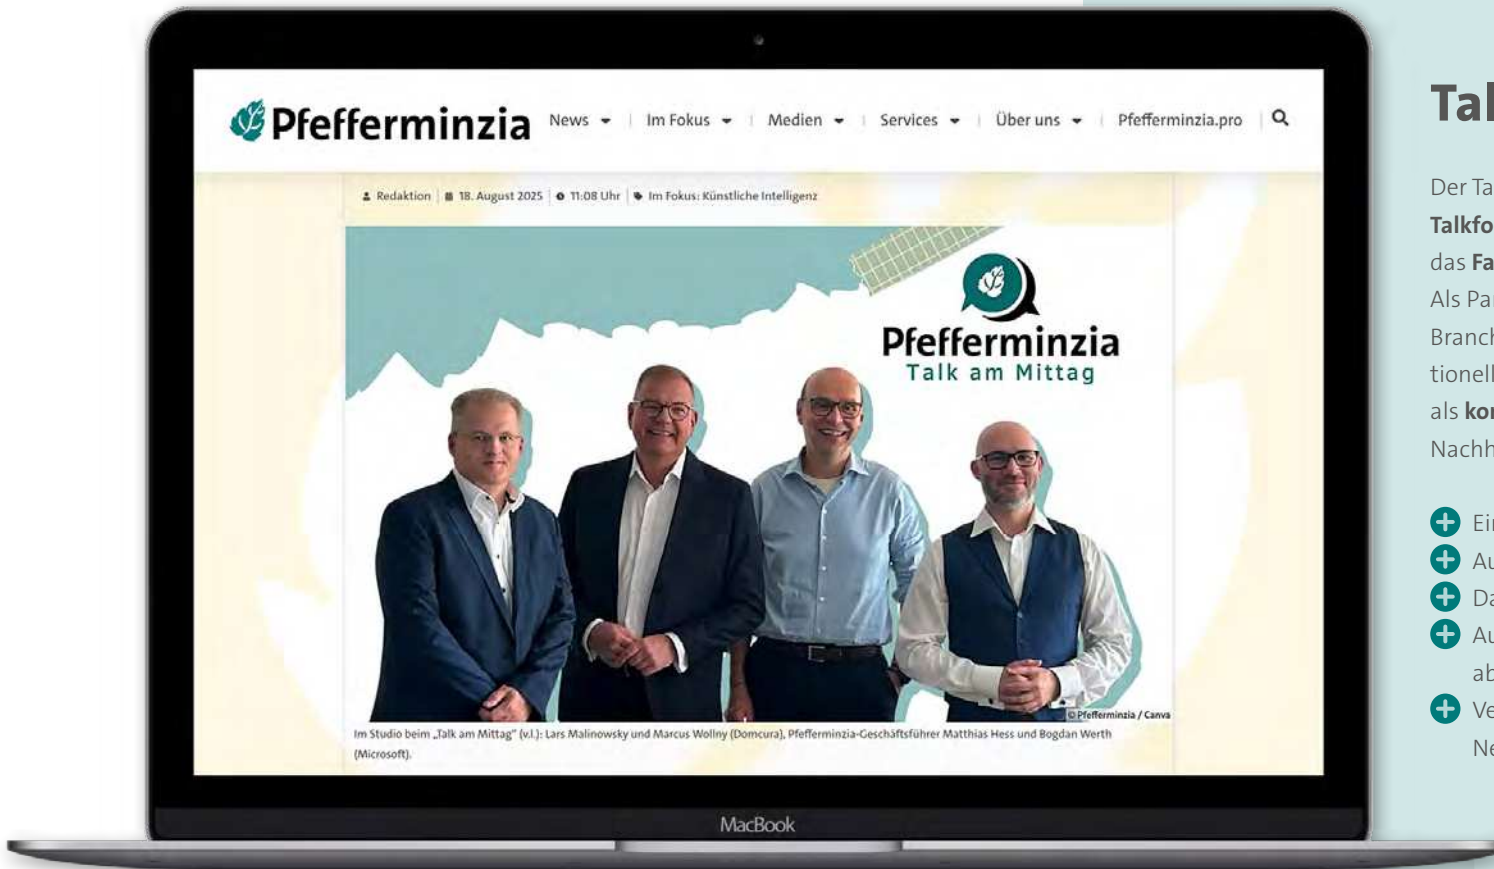 Pfefferminzia
News
Im Fokus
Medien
Services
Über uns
Pfefferminzia.pro
Redaktion
18. August 2025
11:08 Uhr
Im Fokus: Künstliche Intelligenz
Pfefferminzia
Talk am Mittag
© Pfefferminzia / Canva
Im Studio beim „Talk am Mittag“ (v.l.): Lars Malinowsky und Marcus Wollny (Domcura), Pfefferminzia-Geschäftsführer Matthias Hess und Bogdan Werth
(Microsoft).
MacBook
Tal
Der Ta
Talkfo
das Fa
Als Pa
Branch
tionell
als
Nachh
Ei
Au
Da
Au
ab
Ve
Ne